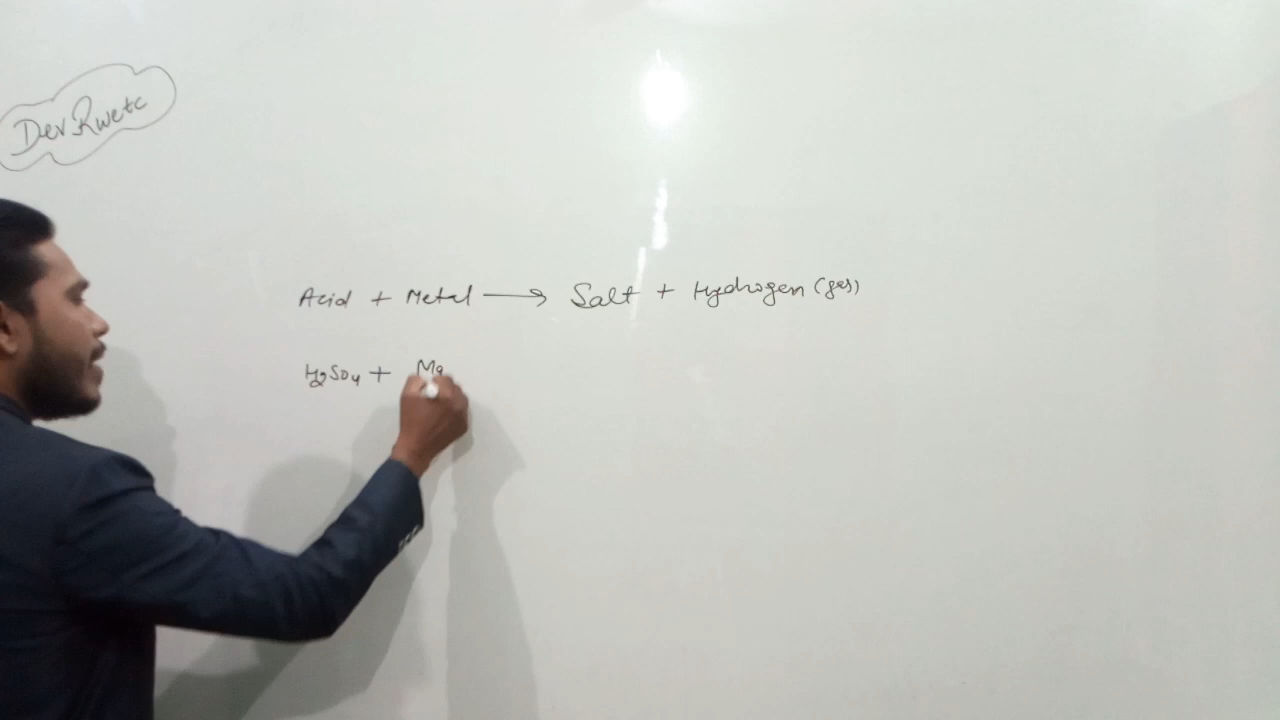 Dev Rwetc
Acid + Metal ⟶ Salt + Hydrogen (gas)
H₂SO₄ + Mg